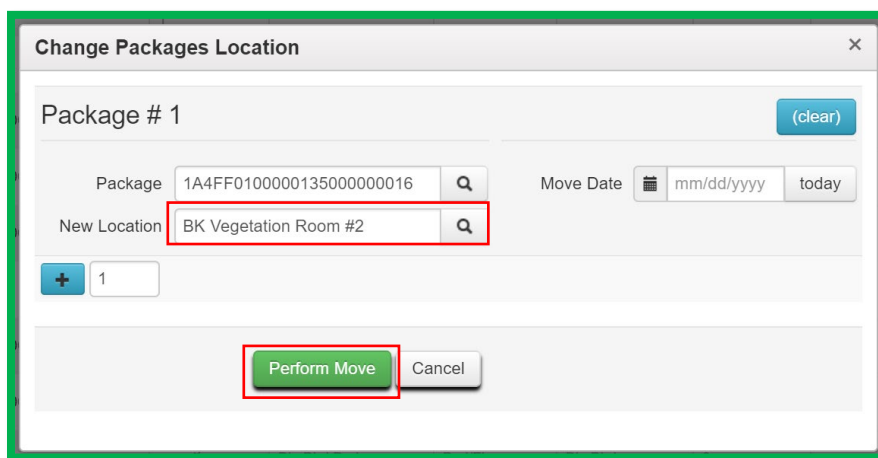 Change Packages Location ×
Package # 1 (clear)
Package 1A4FF0100000135000000016 Move Date mm/dd/yyyy today
New Location BK Vegetation Room #2
+ 1
Perform Move Cancel